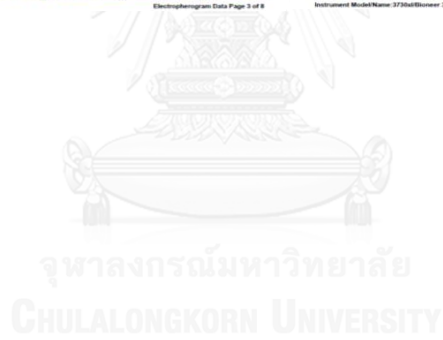 Electropherogram Data Page 3 of 8 Instrument Model/Name:3730xl/Bioneer
จุฬาลงกรณ์มหาวิทยาลัย
CHULALONGKORN UNIVERSITY